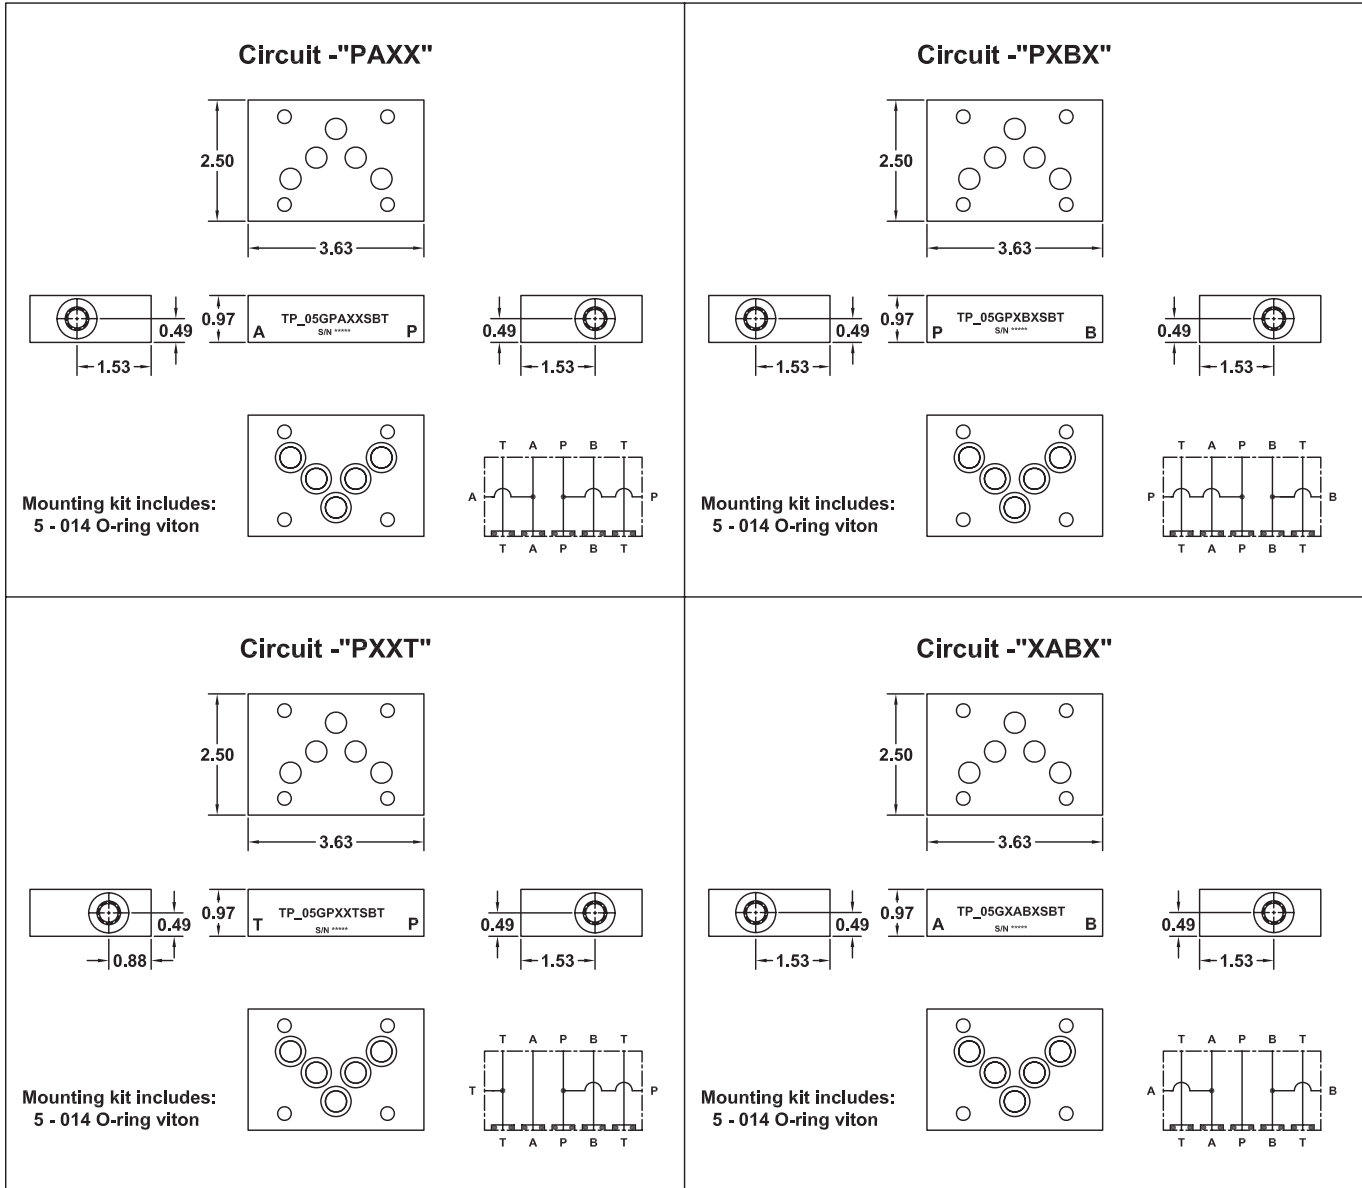 Circuit -"PAXX"
2.50
3.63
0.49
1.53
0.97
TP_05GPAXXSBT
S/N *****
A P
0.49
1.53
Mounting kit includes:
5 - 014 O-ring viton
T A P B T
A P
T A P B T
Circuit -"PXBX"
2.50
3.63
0.49
1.53
0.97
TP_05GPXBXSBT
S/N *****
P B
0.49
1.53
Mounting kit includes:
5 - 014 O-ring viton
T A P B T
P B
T A P B T
Circuit -"PXXT"
2.50
3.63
0.49
0.88
0.97
TP_05GPXXTSBT
S/N *****
T P
0.49
1.53
Mounting kit includes:
5 - 014 O-ring viton
T A P B T
T P
T A P B T
Circuit -"XABX"
2.50
3.63
0.49
1.53
0.97
TP_05GXABXSBT
S/N *****
A B
0.49
1.53
Mounting kit includes:
5 - 014 O-ring viton
T A P B T
A B
T A P B T